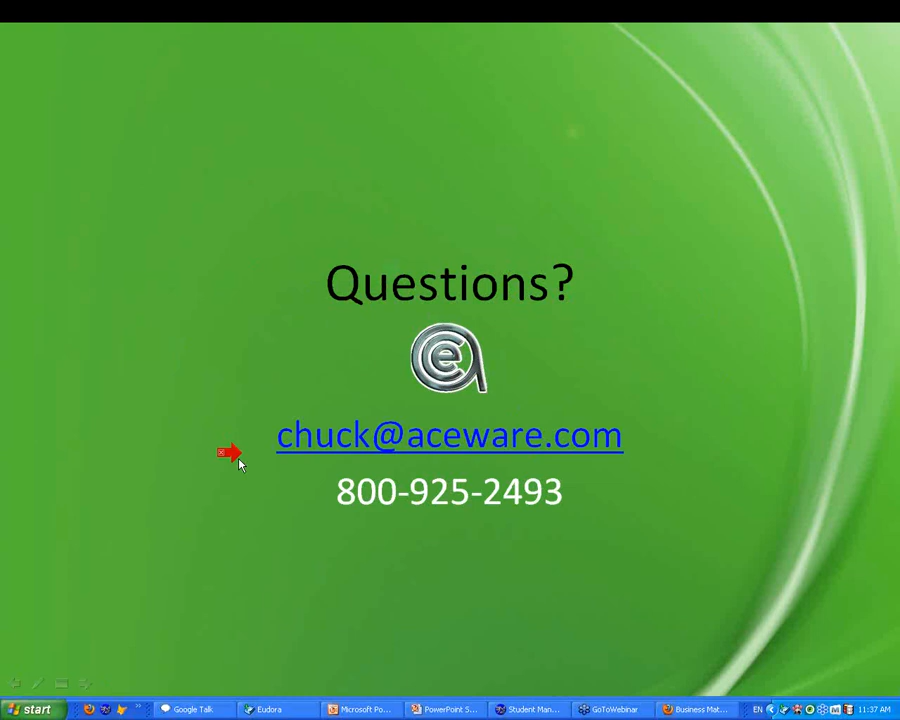 Questions?
chuck@aceware.com
800-925-2493
start
Google Talk
Eudora
Microsoft Po...
PowerPoint S...
Student Man...
GoToWebinar
Business Mat...
EN
11:37 AM